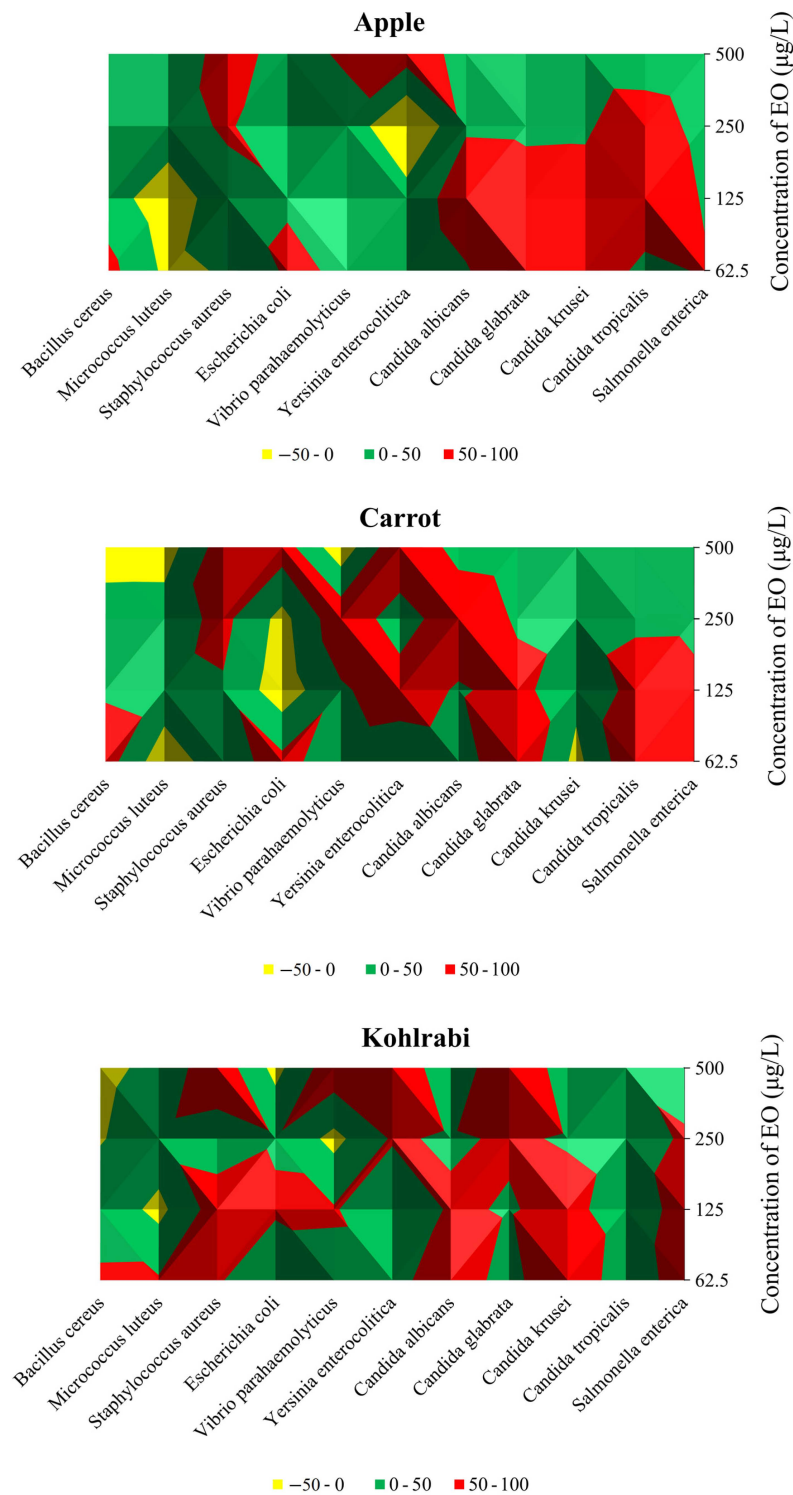 Apple
500
250
125
62.5
Concentration of EO (µg/L)
Bacillus cereus
Micrococcus luteus
Staphylococcus aureus
Escherichia coli
Vibrio parahaemolyticus
Yersinia enterocolitica
Candida albicans
Candida glabrata
Candida krusei
Candida tropicalis
Salmonella enterica
−50 - 0 0 - 50 50 - 100
Carrot
500
250
125
62.5
Concentration of EO (µg/L)
Bacillus cereus
Micrococcus luteus
Staphylococcus aureus
Escherichia coli
Vibrio parahaemolyticus
Yersinia enterocolitica
Candida albicans
Candida glabrata
Candida krusei
Candida tropicalis
Salmonella enterica
−50 - 0 0 - 50 50 - 100
Kohlrabi
500
250
125
62.5
Concentration of EO (µg/L)
Bacillus cereus
Micrococcus luteus
Staphylococcus aureus
Escherichia coli
Vibrio parahaemolyticus
Yersinia enterocolitica
Candida albicans
Candida glabrata
Candida krusei
Candida tropicalis
Salmonella enterica
−50 - 0 0 - 50 50 - 100